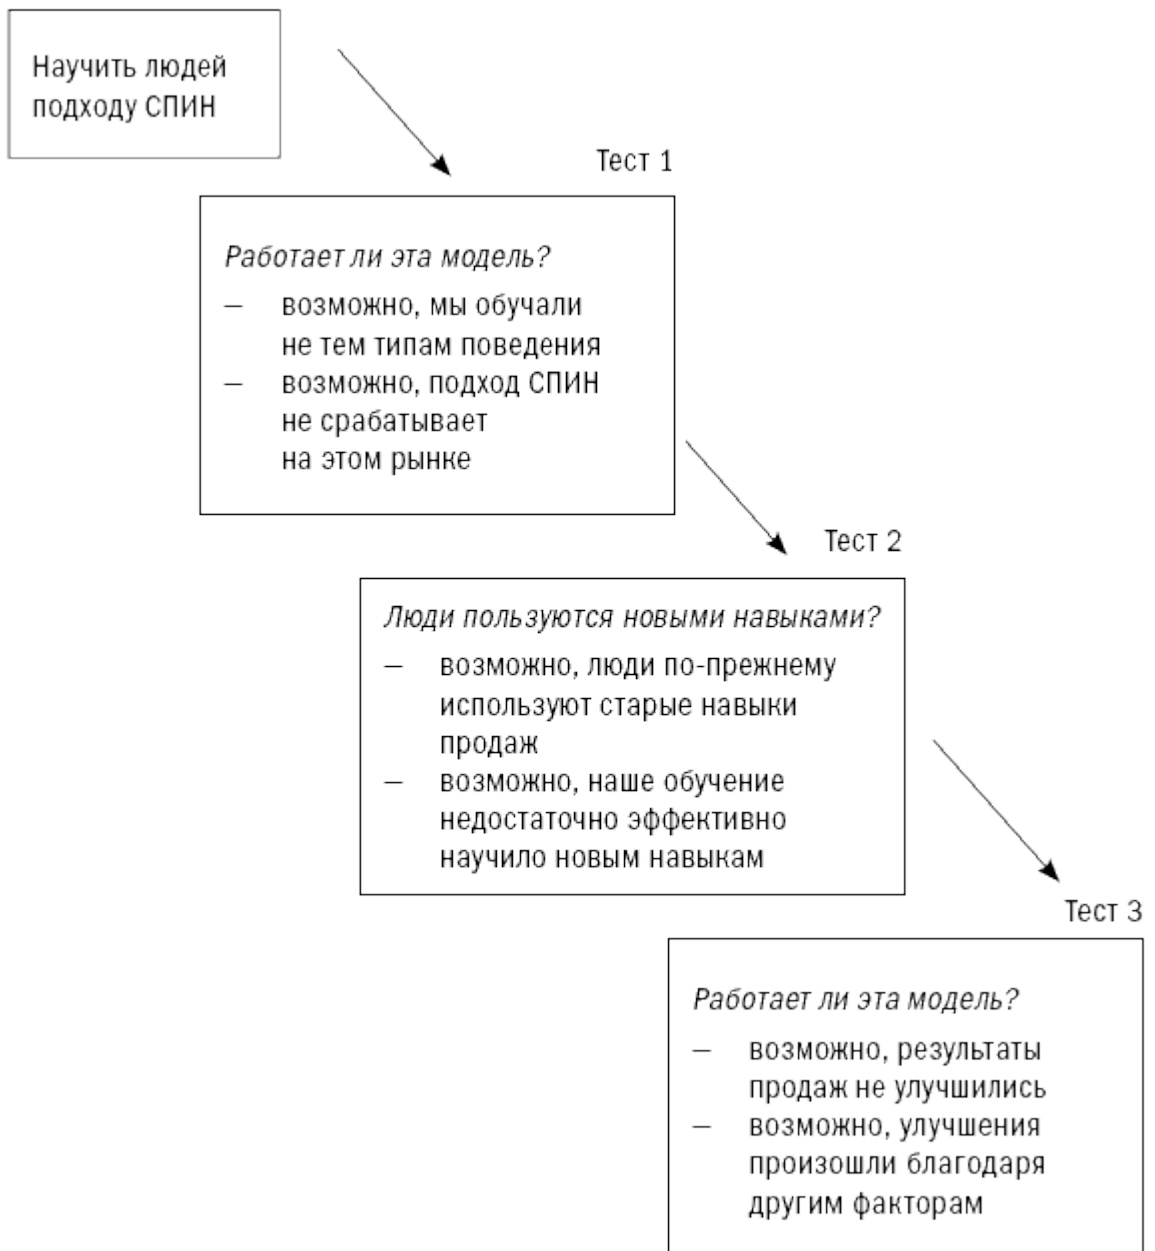 Научить людей
подходу СПИН
Тест 1
Работает ли эта модель?
— возможно, мы обучали
не тем типам поведения
— возможно, подход СПИН
не срабатывает
на этом рынке
Тест 2
Люди пользуются новыми навыками?
— возможно, люди по-прежнему
используют старые навыки
продаж
— возможно, наше обучение
недостаточно эффективно
научило новым навыкам
Тест 3
Работает ли эта модель?
— возможно, результаты
продаж не улучшились
— возможно, улучшения
произошли благодаря
другим факторам